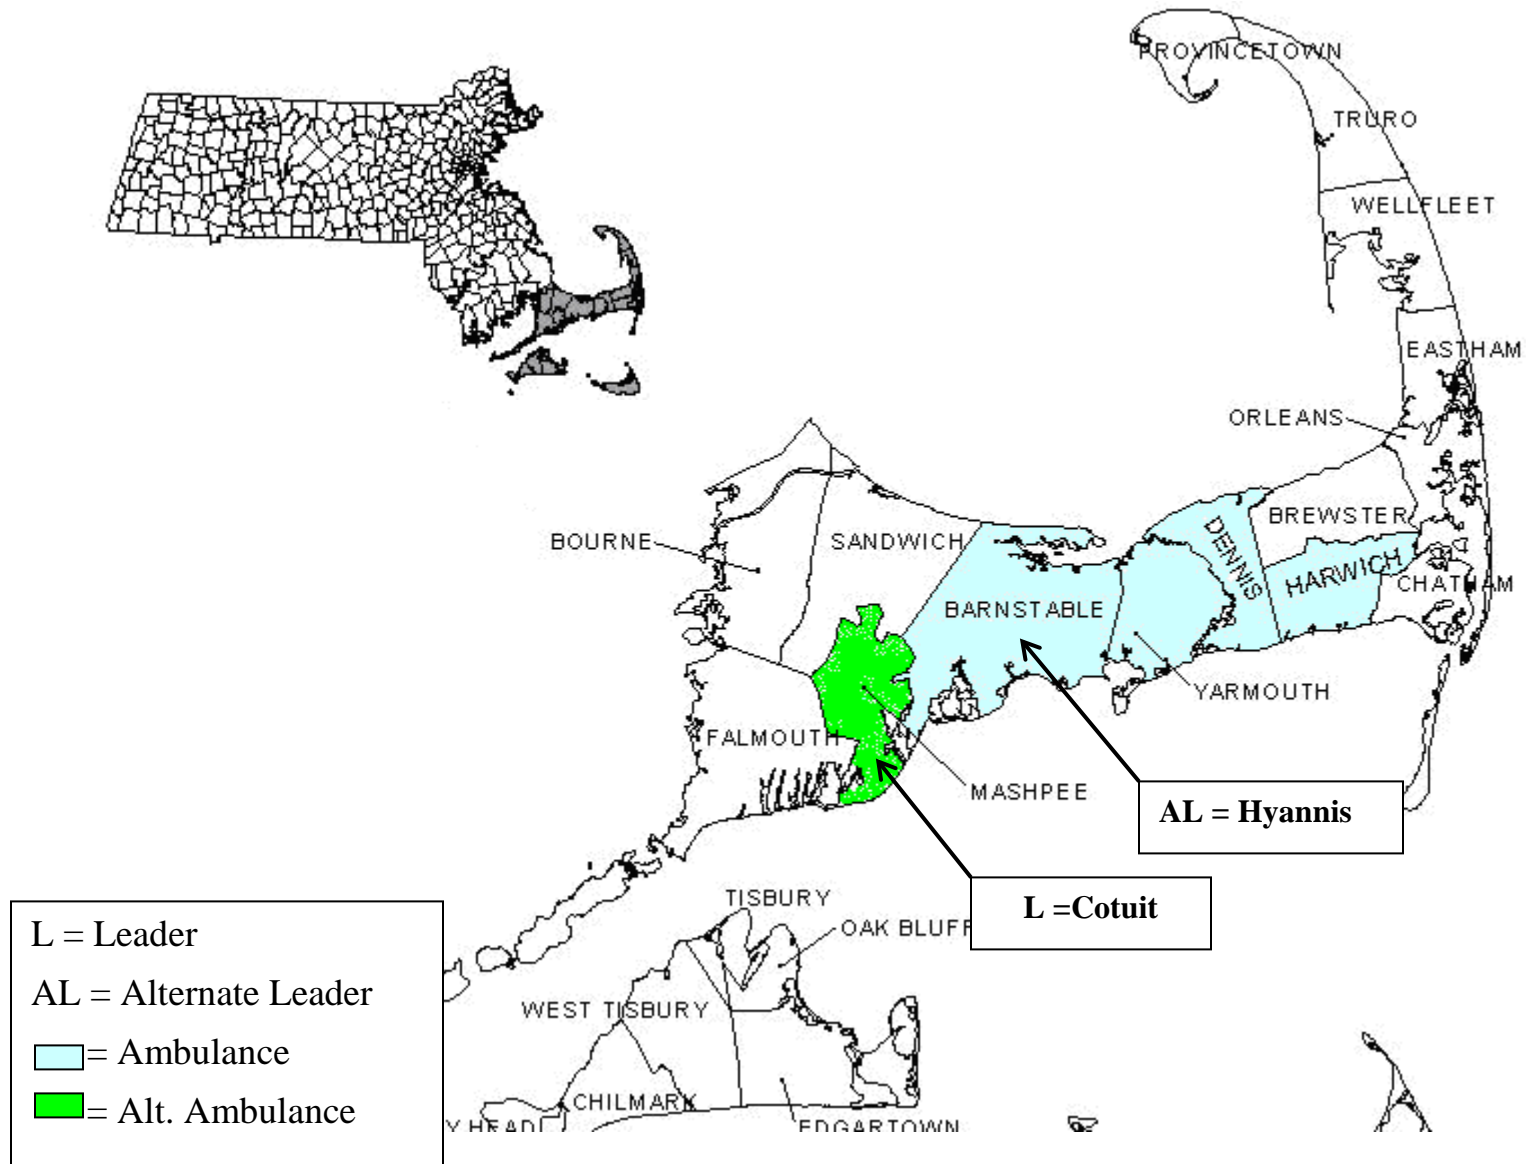 PROVINCETOWN
TRURO
WELLFLEET
EASTHAM
ORLEANS
BREWSTER
DENNIS
HARWICH
CHATHAM
BOURNE
SANDWICH
BARNSTABLE
YARMOUTH
FALMOUTH
MASHPEE
AL = Hyannis
L =Cotuit
TISBURY
OAK BLUFF
WEST TISBURY
CHILMARK
Y HEAD
EDGARTOWN
L = Leader
AL = Alternate Leader
= Ambulance
= Alt. Ambulance